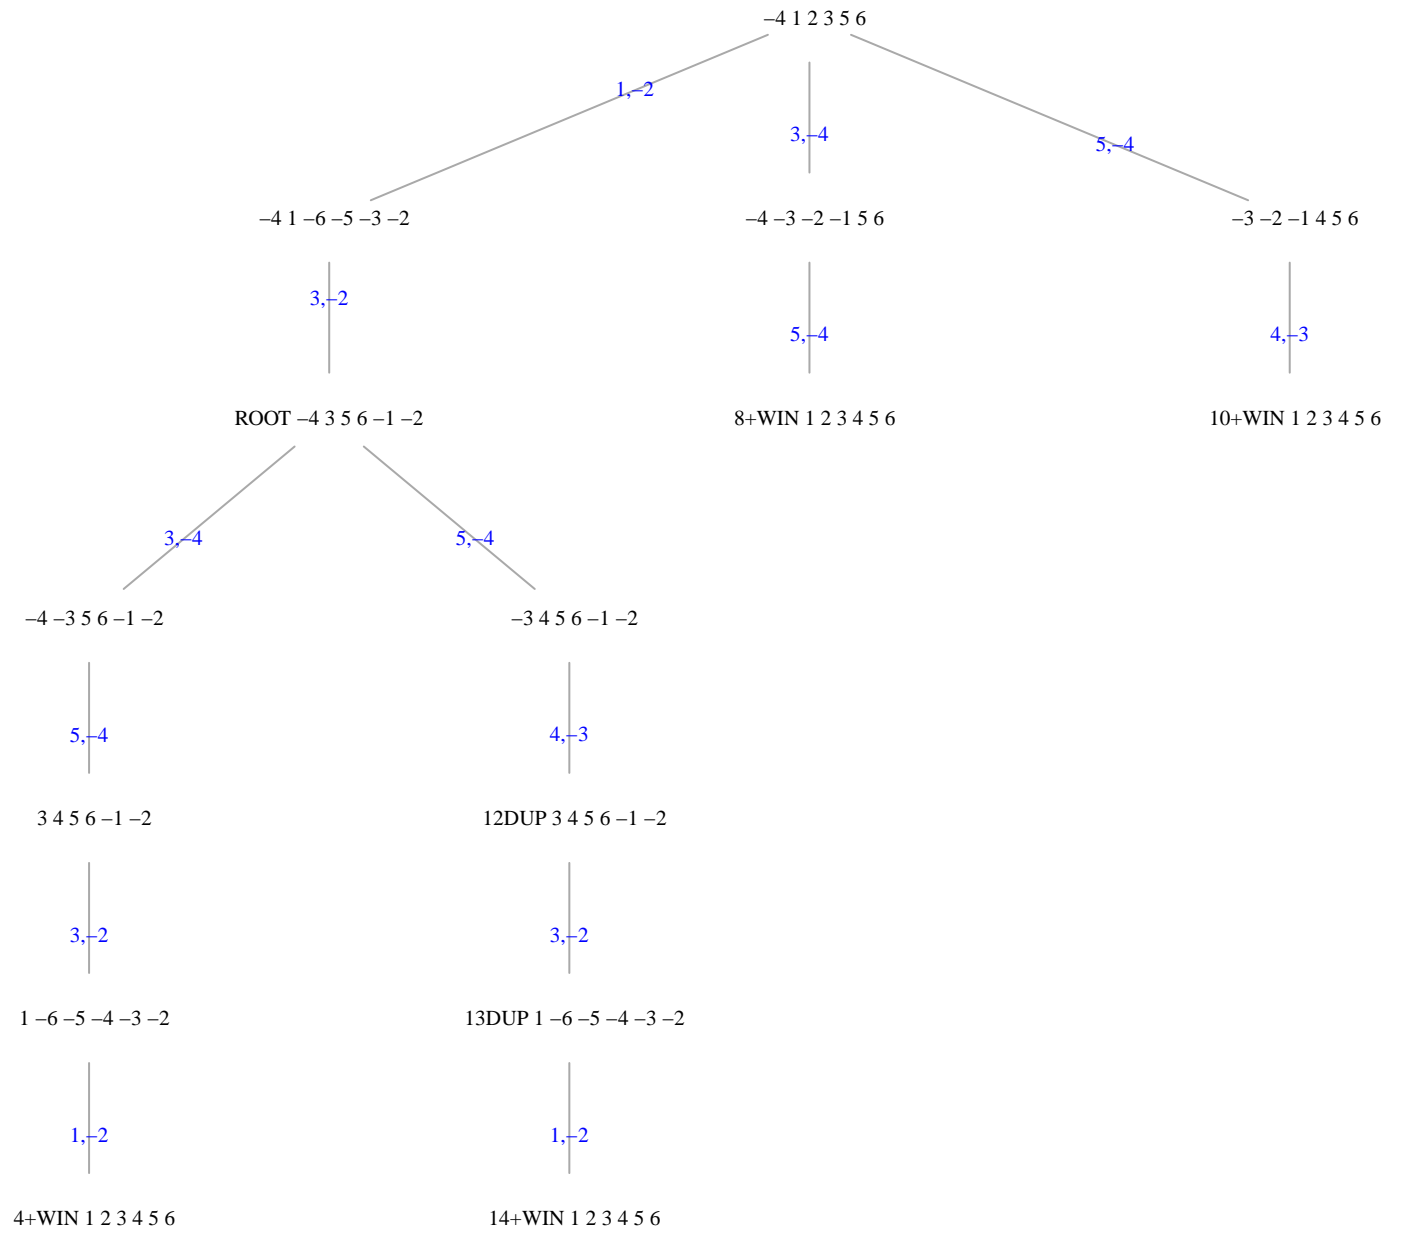 –4 1 2 3 5 6
1,–2
3,–4
5,–4
–4 1 –6 –5 –3 –2
–4 –3 –2 –1 5 6
–3 –2 –1 4 5 6
3,–2
5,–4
4,–3
ROOT –4 3 5 6 –1 –2
8+WIN 1 2 3 4 5 6
10+WIN 1 2 3 4 5 6
3,–4
5,–4
–4 –3 5 6 –1 –2
–3 4 5 6 –1 –2
5,–4
4,–3
3 4 5 6 –1 –2
12DUP 3 4 5 6 –1 –2
3,–2
3,–2
1 –6 –5 –4 –3 –2
13DUP 1 –6 –5 –4 –3 –2
1,–2
1,–2
4+WIN 1 2 3 4 5 6
14+WIN 1 2 3 4 5 6